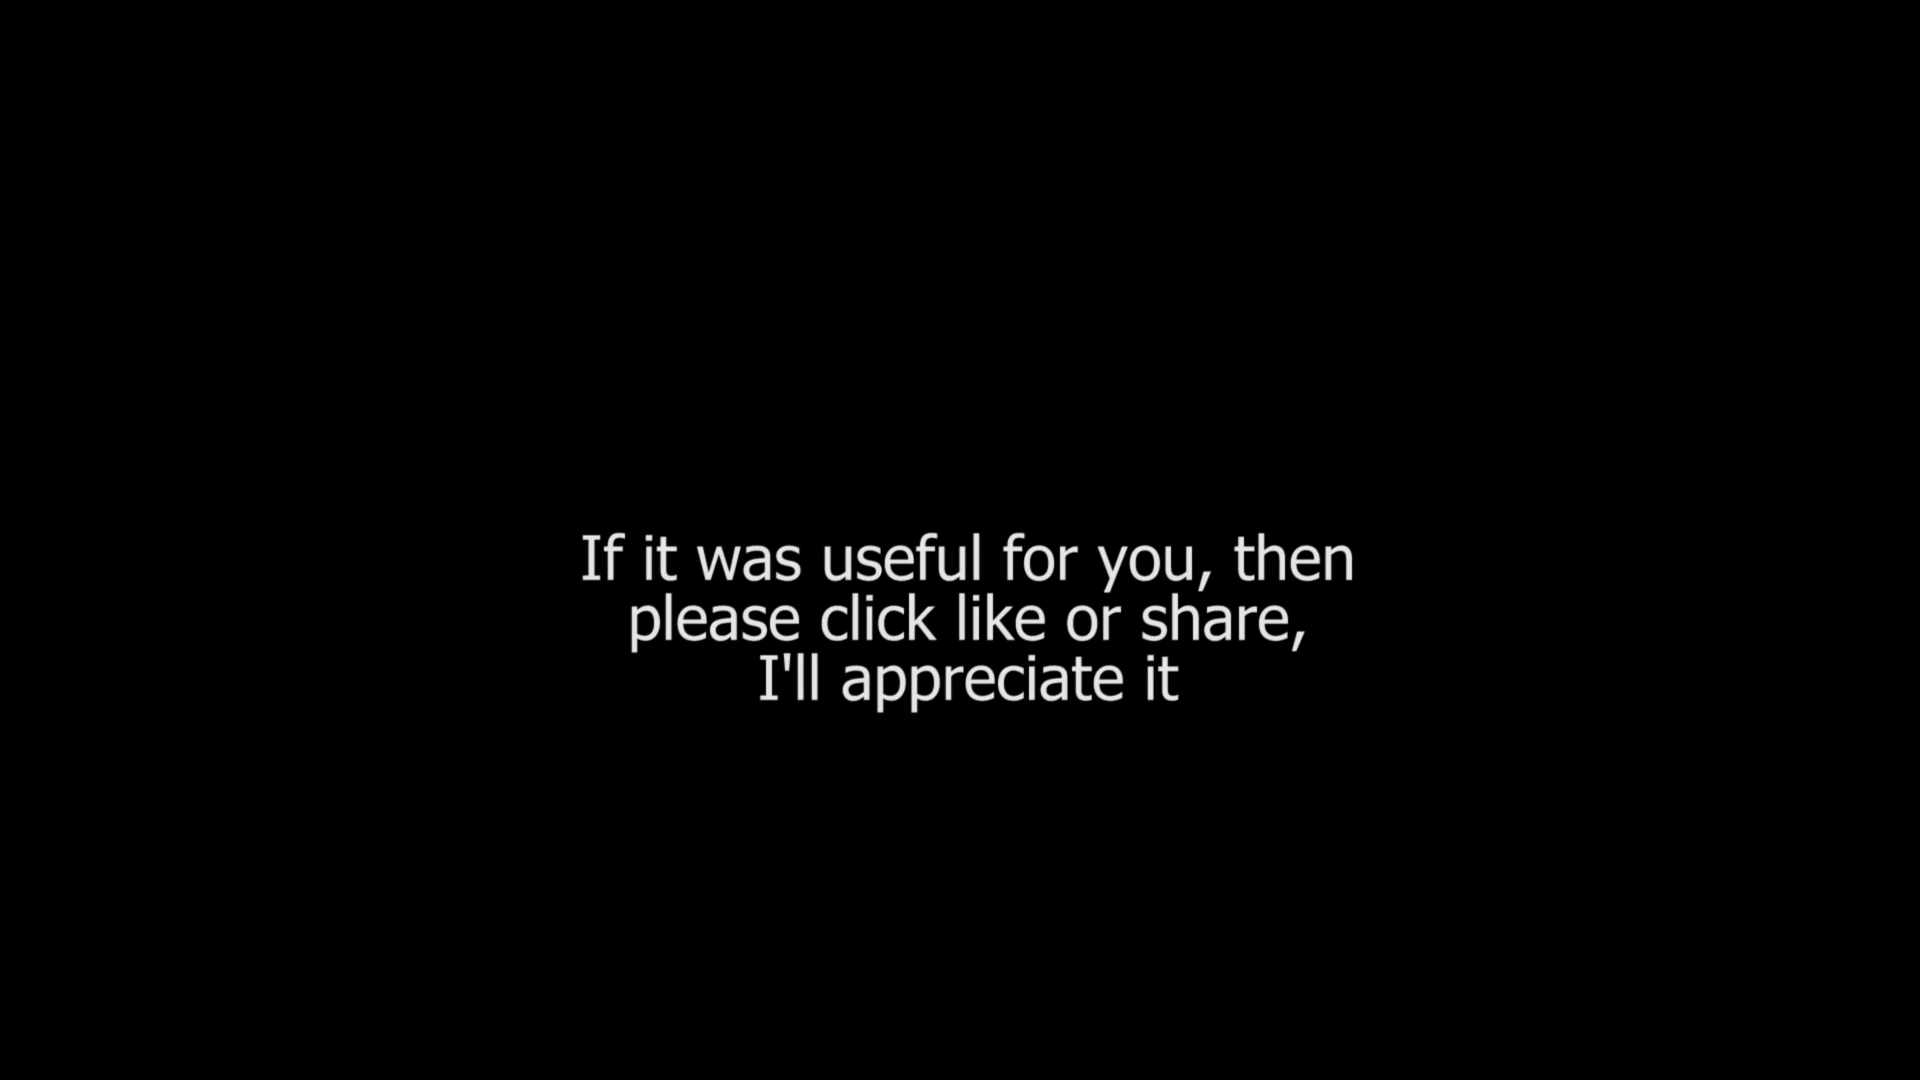 If it was useful for you, then
please click like or share,
I'll appreciate it